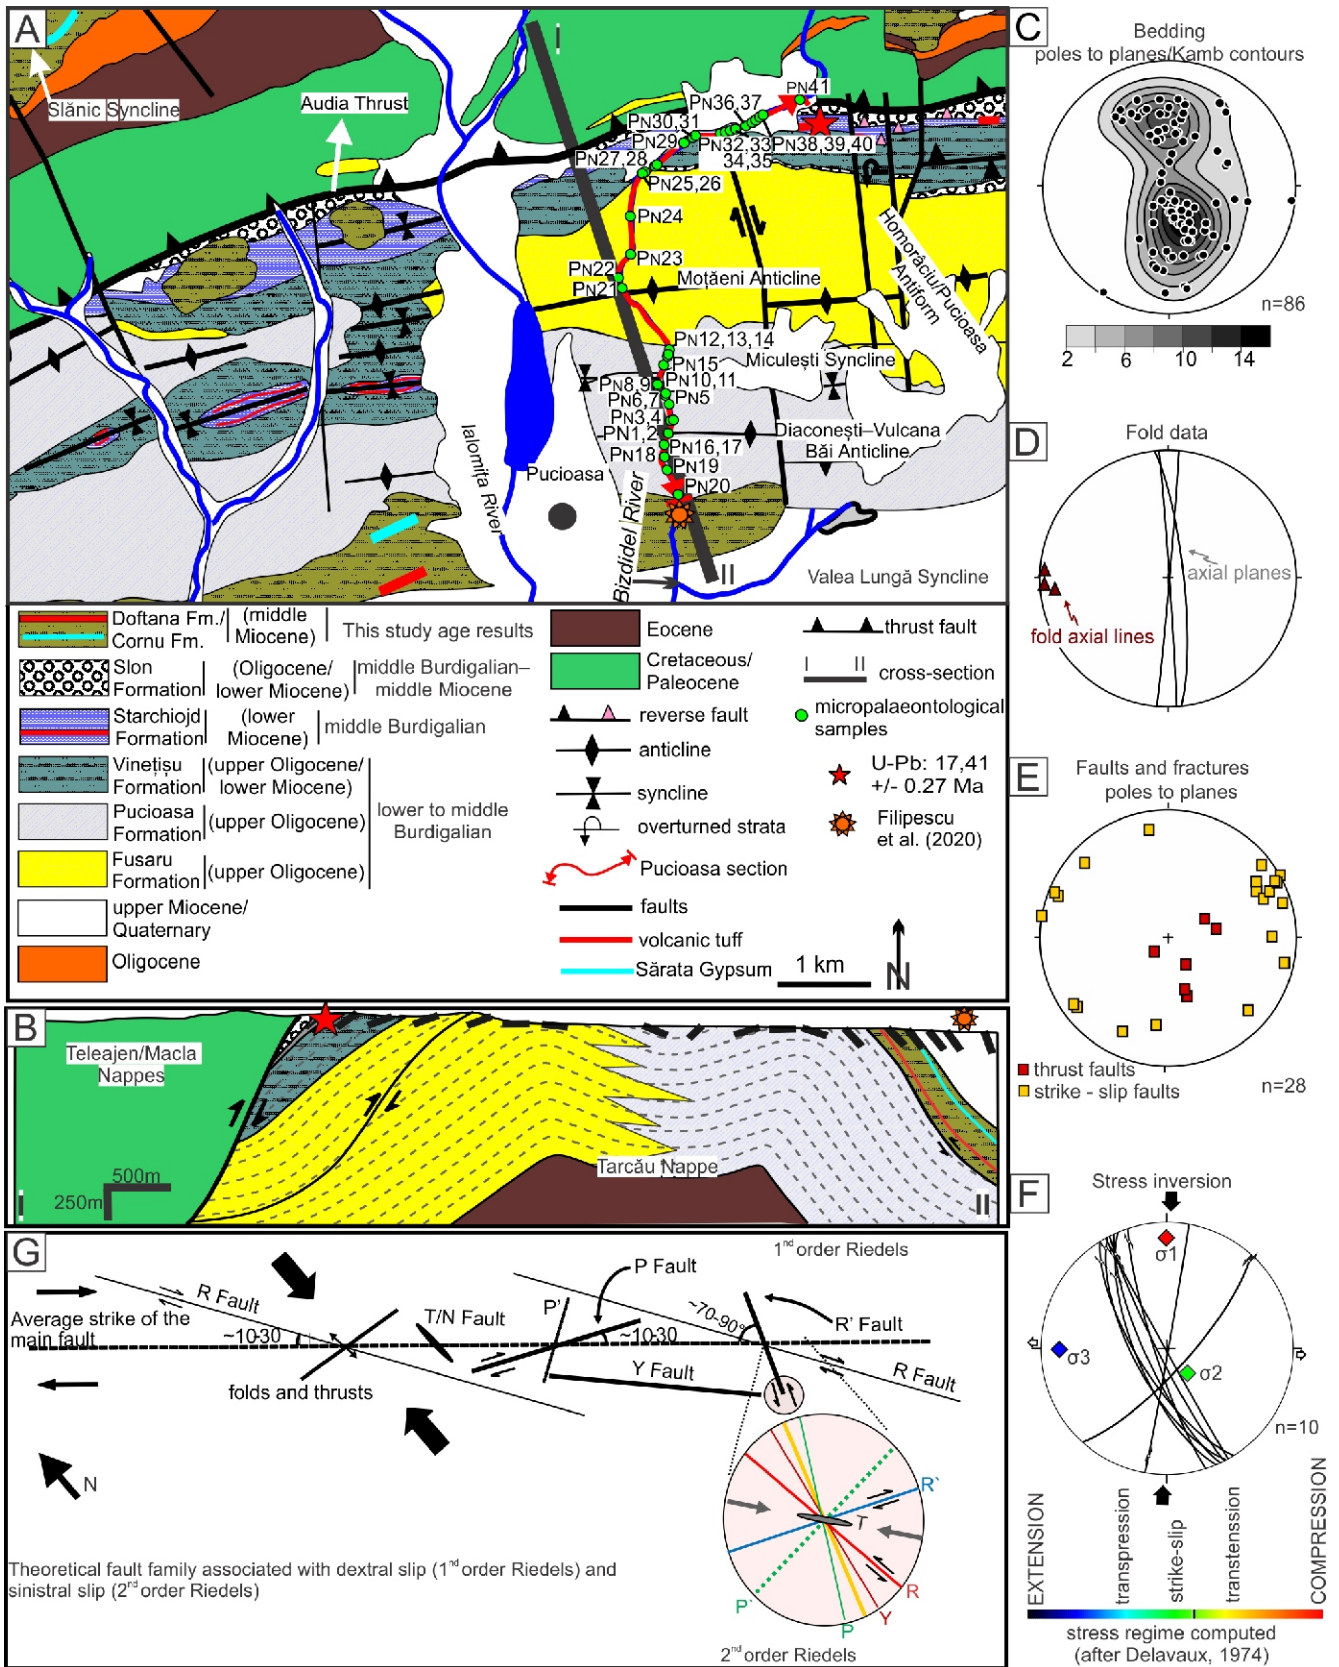 A
I
Slănic Syncline
Audia Thrust
PN41
PN36,37
PN30,31
PN29
PN32,33
34,35
PN38,39,40
PN27,28
PN25,26
PN24
PN23
PN22
PN21
Moțăeni Anticline
Homorâciu/Pucioasa
Antiform
PN12,13,14
Miculești Syncline
PN15
PN8,9
PN10,11
PN6,7
PN5
PN3,4
PN1,2
Diaconești–Vulcana
Băi Anticline
PN16,17
PN18
PN19
PN20
Ialomița River
Pucioasa
Bizdidel River
II
Valea Lungă Syncline
Doftana Fm./
Cornu Fm.
(middle
Miocene)
This study age results
Slon
Formation
(Oligocene/
lower Miocene)
middle Burdigalian–
middle Miocene
Starchiojd
Formation
(lower
Miocene)
middle Burdigalian
Vinețișu
Formation
(upper Oligocene/
lower Miocene)
Pucioasa
Formation
(upper Oligocene)
lower to middle
Burdigalian
Fusaru
Formation
(upper Oligocene)
upper Miocene/
Quaternary
Oligocene
Eocene
Cretaceous/
Paleocene
reverse fault
anticline
syncline
overturned strata
Pucioasa section
faults
volcanic tuff
Sărata Gypsum
thrust fault
I II
cross-section
micropalaeontological
samples
U-Pb: 17,41
+/- 0.27 Ma
Filipescu
et al. (2020)
1 km
N
B
Teleajen/Macla
Nappes
Tarcău Nappe
500m
250m
I
II
C
Bedding
poles to planes/Kamb contours
n=86
2 6 10 14
D
Fold data
axial planes
fold axial lines
E
Faults and fractures
poles to planes
thrust faults
strike - slip faults
n=28
F
Stress inversion
σ1
σ2
σ3
n=10
EXTENSION
transpression
strike-slip
transtenssion
COMPRESSION
stress regime computed
(after Delavaux, 1974)
G
1st order Riedels
R Fault
P Fault
Average strike of the
main fault
~10-30
T/N Fault
P'
~10-30
~70-90°
R' Fault
folds and thrusts
Y Fault
R Fault
N
R`
T
R
Y
P
P`
Theoretical fault family associated with dextral slip (1st order Riedels) and
sinistral slip (2nd order Riedels)
2nd order Riedels